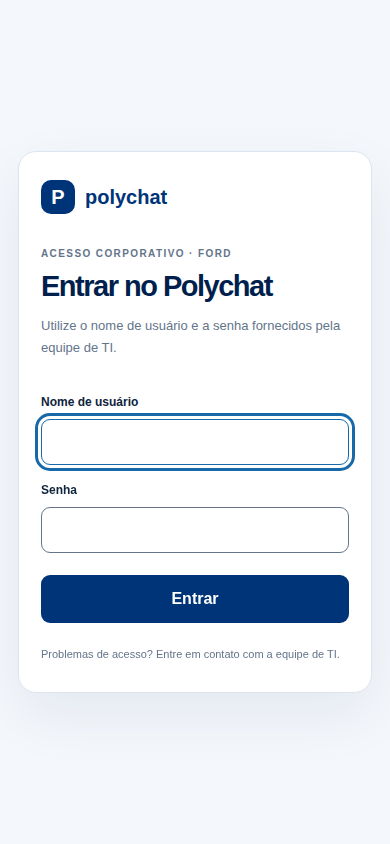 P polychat
ACESSO CORPORATIVO · FORD
Entrar no Polychat
Utilize o nome de usuário e a senha fornecidos pela
equipe de TI.
Nome de usuário
Senha
Entrar
Problemas de acesso? Entre em contato com a equipe de TI.